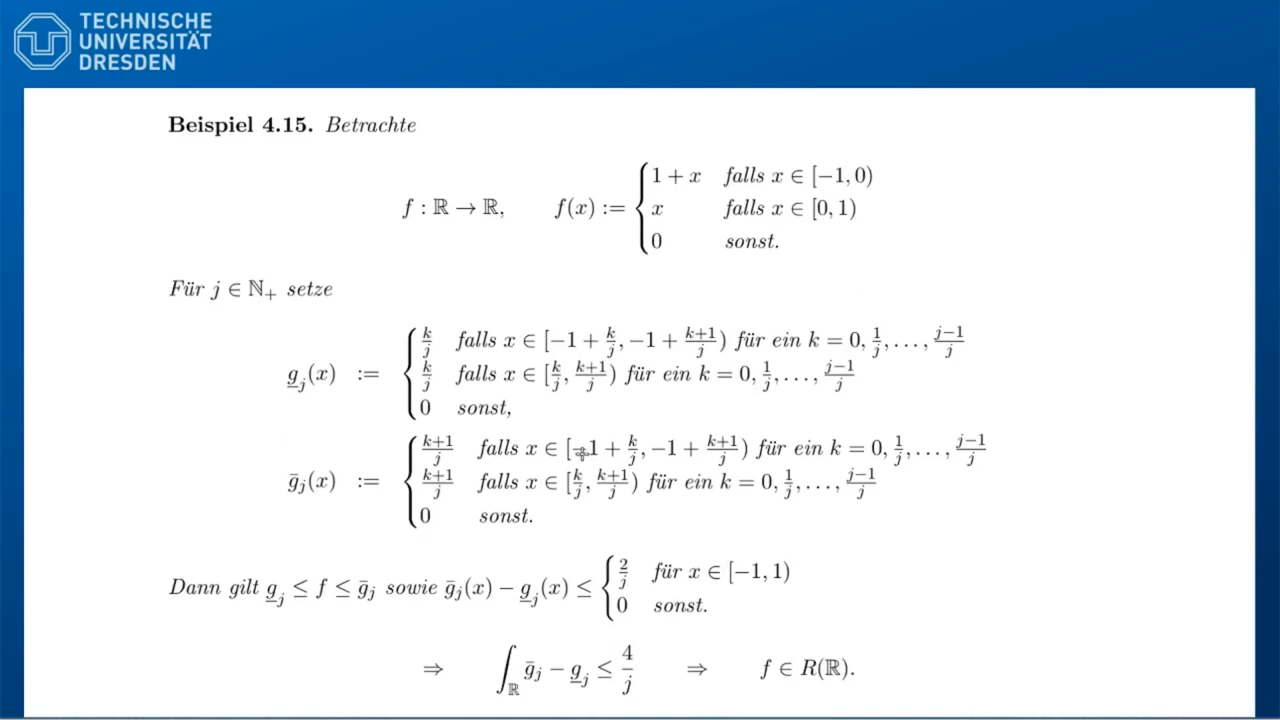 TECHNISCHE
UNIVERSITÄT
DRESDEN
Beispiel 4.15. Betrachte
f : ℝ → ℝ, f(x) := { 1 + x falls x ∈ [−1, 0)
x falls x ∈ [0, 1)
0 sonst.
Für j ∈ ℕ₊ setze
g̲ⱼ(x) := { k/j falls x ∈ [−1 + k/j, −1 + (k+1)/j) für ein k = 0, 1/j, . . . , (j−1)/j
k/j falls x ∈ [k/j, (k+1)/j) für ein k = 0, 1/j, . . . , (j−1)/j
0 sonst,
ḡⱼ(x) := { (k+1)/j falls x ∈ [−1 + k/j, −1 + (k+1)/j) für ein k = 0, 1/j, . . . , (j−1)/j
(k+1)/j falls x ∈ [k/j, (k+1)/j) für ein k = 0, 1/j, . . . , (j−1)/j
0 sonst.
Dann gilt g̲ⱼ ≤ f ≤ ḡⱼ sowie ḡⱼ(x) − g̲ⱼ(x) ≤ { 2/j für x ∈ [−1, 1)
0 sonst.
⇒ ∫_ℝ ḡⱼ − g̲ⱼ ≤ 4/j ⇒ f ∈ R(ℝ).